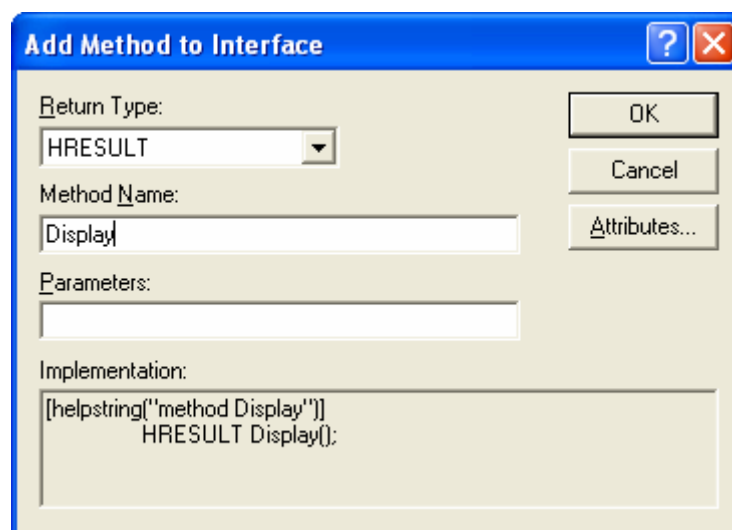 Add Method to Interface
Return Type:
HRESULT
OK
Method Name:
Cancel
Display
Attributes...
Parameters:
Implementation:
[helpstring("method Display")]
HRESULT Display();